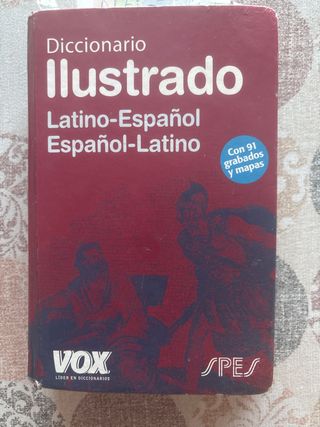 Diccionario
Ilustrado
Latino-Español
Español-Latino
Con 91
grabados
y mapas
VOX
LÍDER EN DICCIONARIOS
SPES